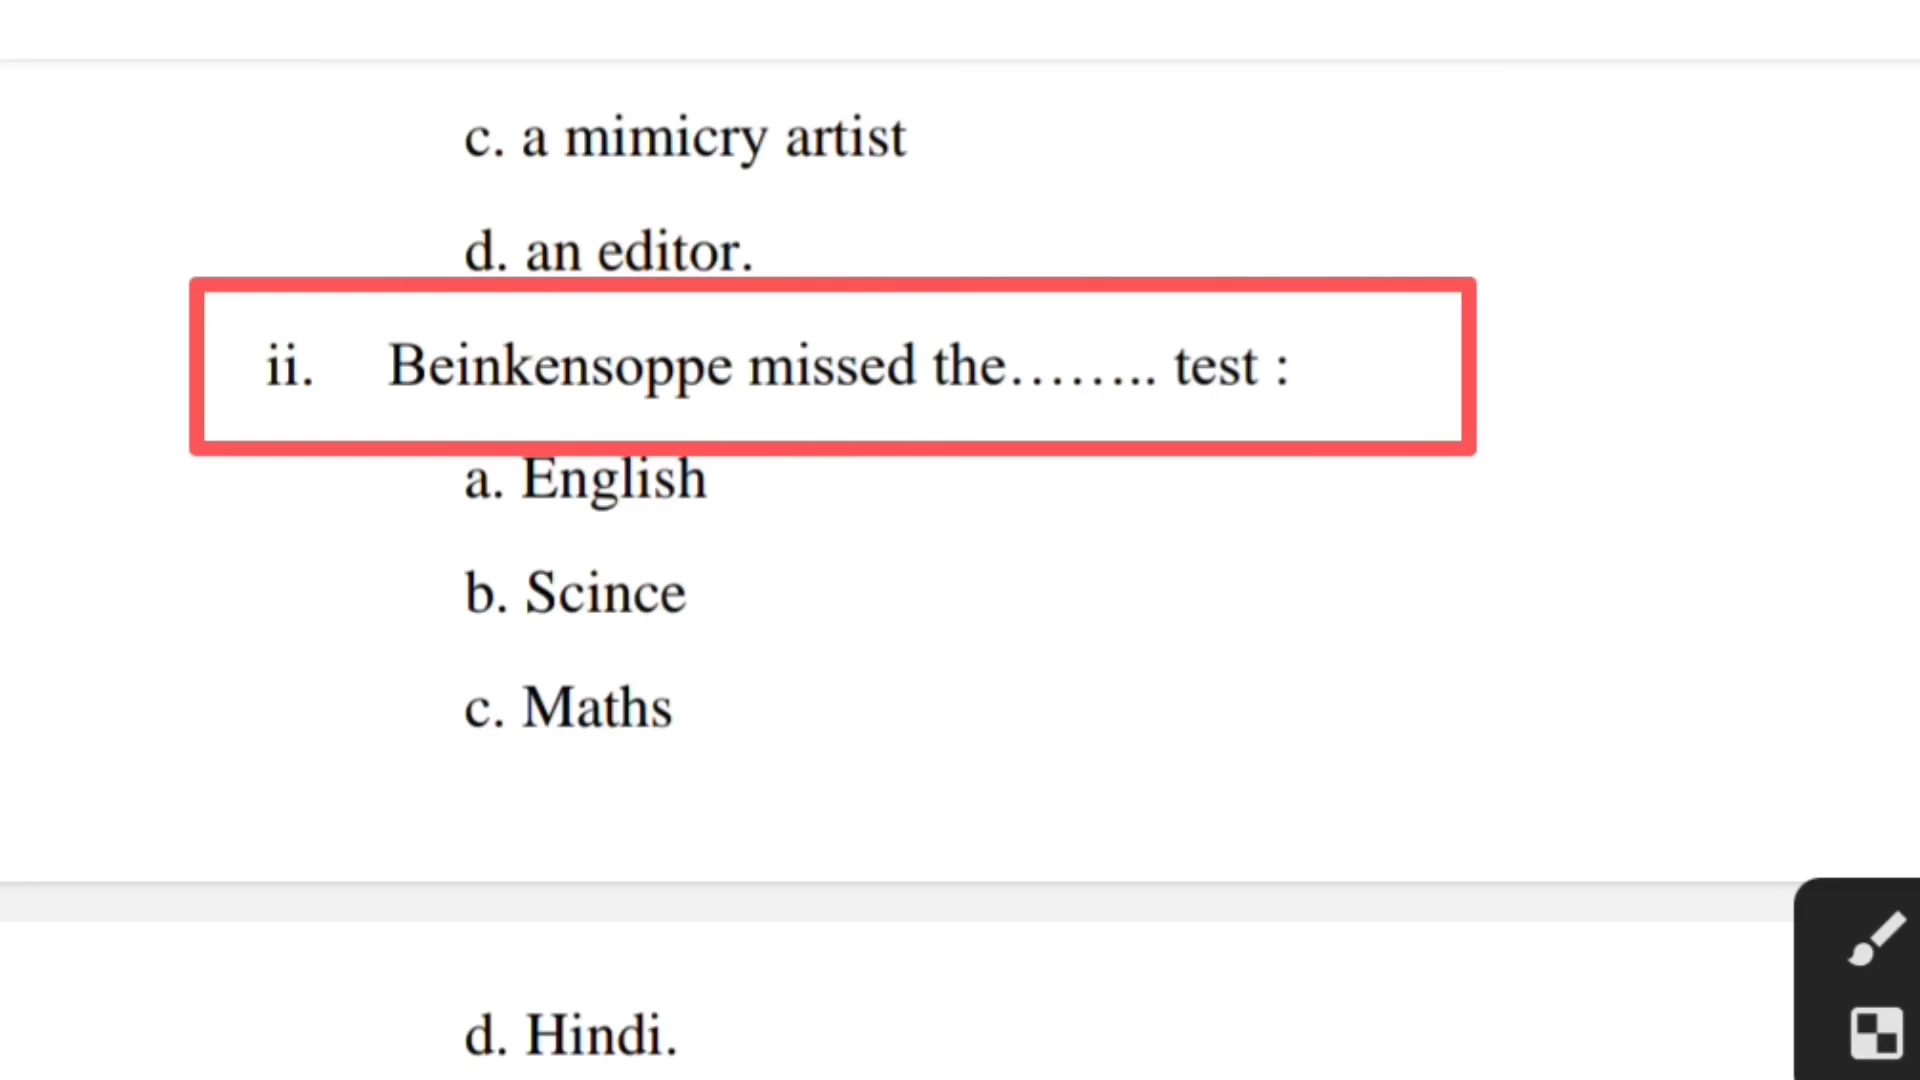 c. a mimicry artist
d. an editor.
ii. Beinkensoppe missed the........ test :
a. English
b. Scince
c. Maths
d. Hindi.